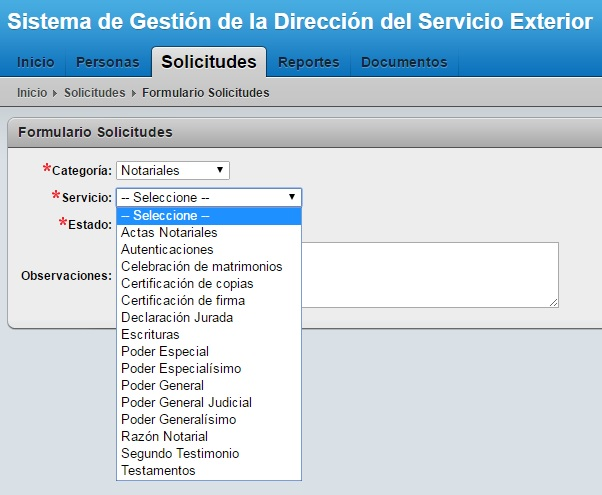 Sistema de Gestión de la Dirección del Servicio Exterior
Inicio Personas Solicitudes Reportes Documentos
Inicio Solicitudes Formulario Solicitudes
Formulario Solicitudes
*Categoría: Notariales
*Servicio: -- Seleccione --
-- Seleccione --
*Estado:
Actas Notariales
Autenticaciones
Celebración de matrimonios
Observaciones:
Certificación de copias
Certificación de firma
Declaración Jurada
Escrituras
Poder Especial
Poder Especialísimo
Poder General
Poder General Judicial
Poder Generalísimo
Razón Notarial
Segundo Testimonio
Testamentos